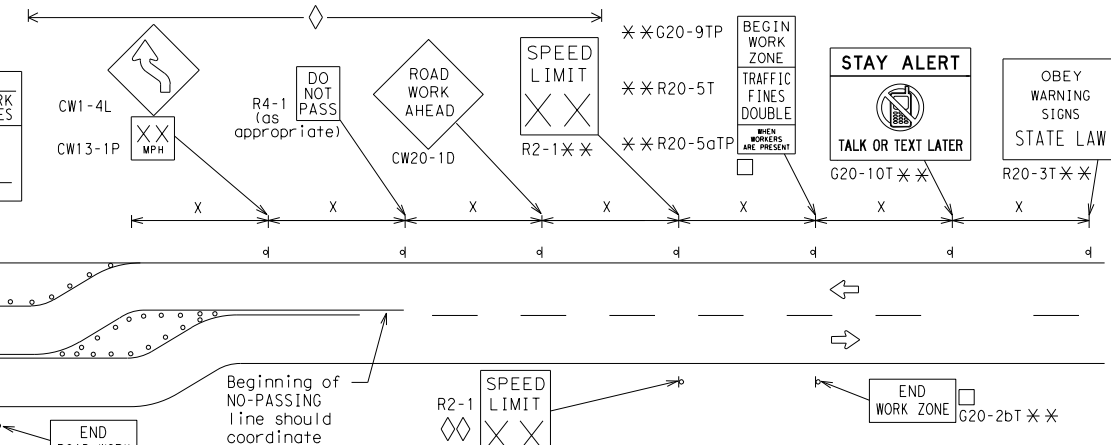 CW1-4L
XX
MPH
CW13-1P
R4-1
(as
appropriate)
DO
NOT
PASS
ROAD
WORK
AHEAD
CW20-1D
SPEED
LIMIT
XX
R2-1**
**G20-9TP
**R20-5T
**R20-5aTP
BEGIN
WORK
ZONE
TRAFFIC
FINES
DOUBLE
WHEN
WORKERS
ARE PRESENT
STAY ALERT
TALK OR TEXT LATER
G20-10T**
OBEY
WARNING
SIGNS
STATE LAW
R20-3T**
X X X X X X X
Beginning of
NO-PASSING
line should
coordinate
R2-1
SPEED
LIMIT
XX
END
WORK ZONE
G20-2bT**
END